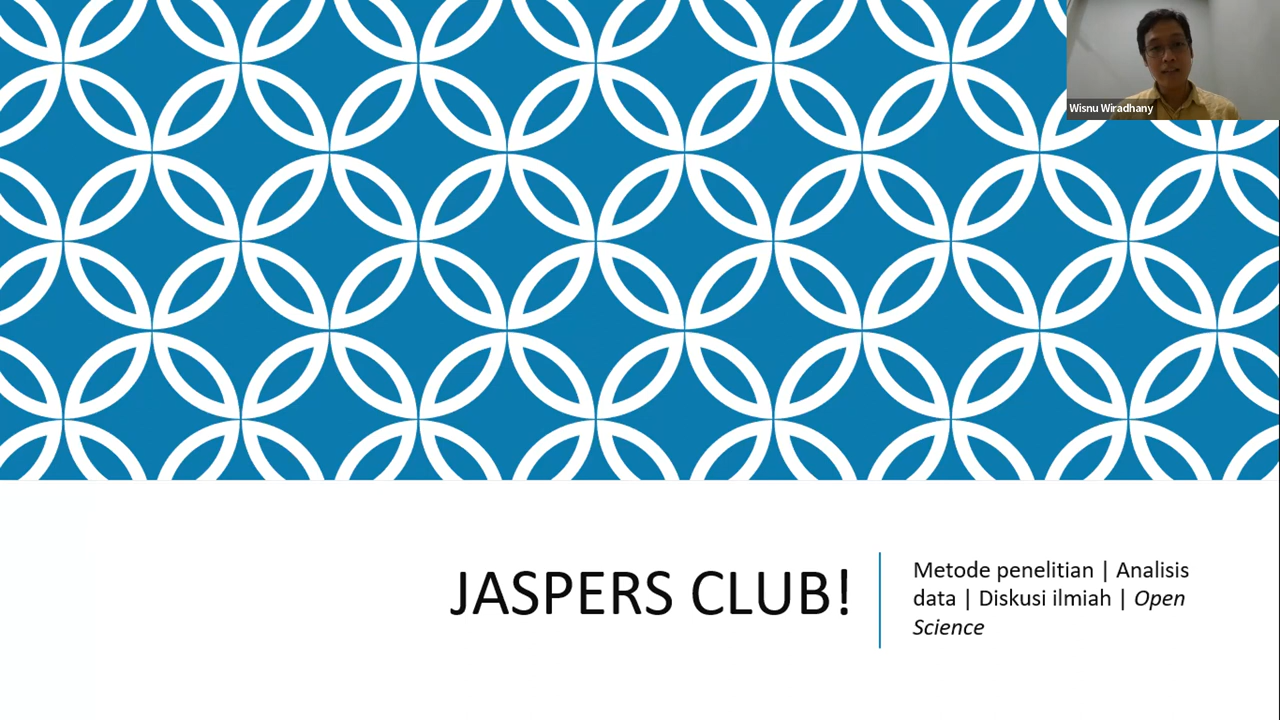 Wisnu Wiradhany
JASPERS CLUB!
Metode penelitian | Analisis
data | Diskusi ilmiah | Open
Science